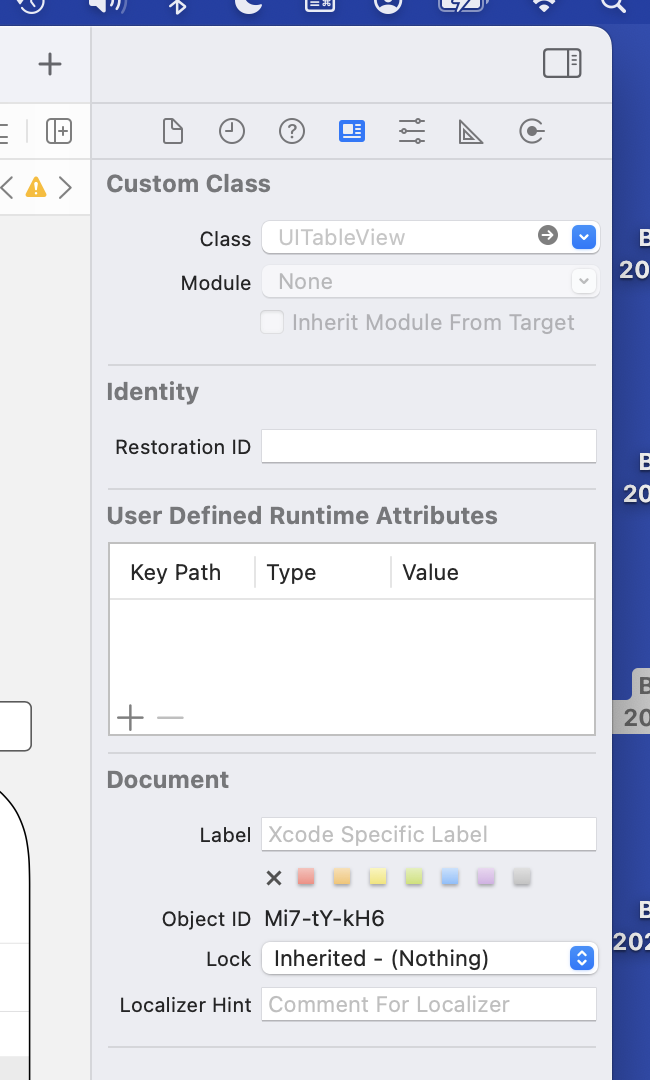 Custom Class
Class UITableView
Module None
Inherit Module From Target
Identity
Restoration ID
User Defined Runtime Attributes
Key Path Type Value
Document
Label Xcode Specific Label
Object ID Mi7-tY-kH6
Lock Inherited - (Nothing)
Localizer Hint Comment For Localizer
B
20
B
20
B
20
B
202